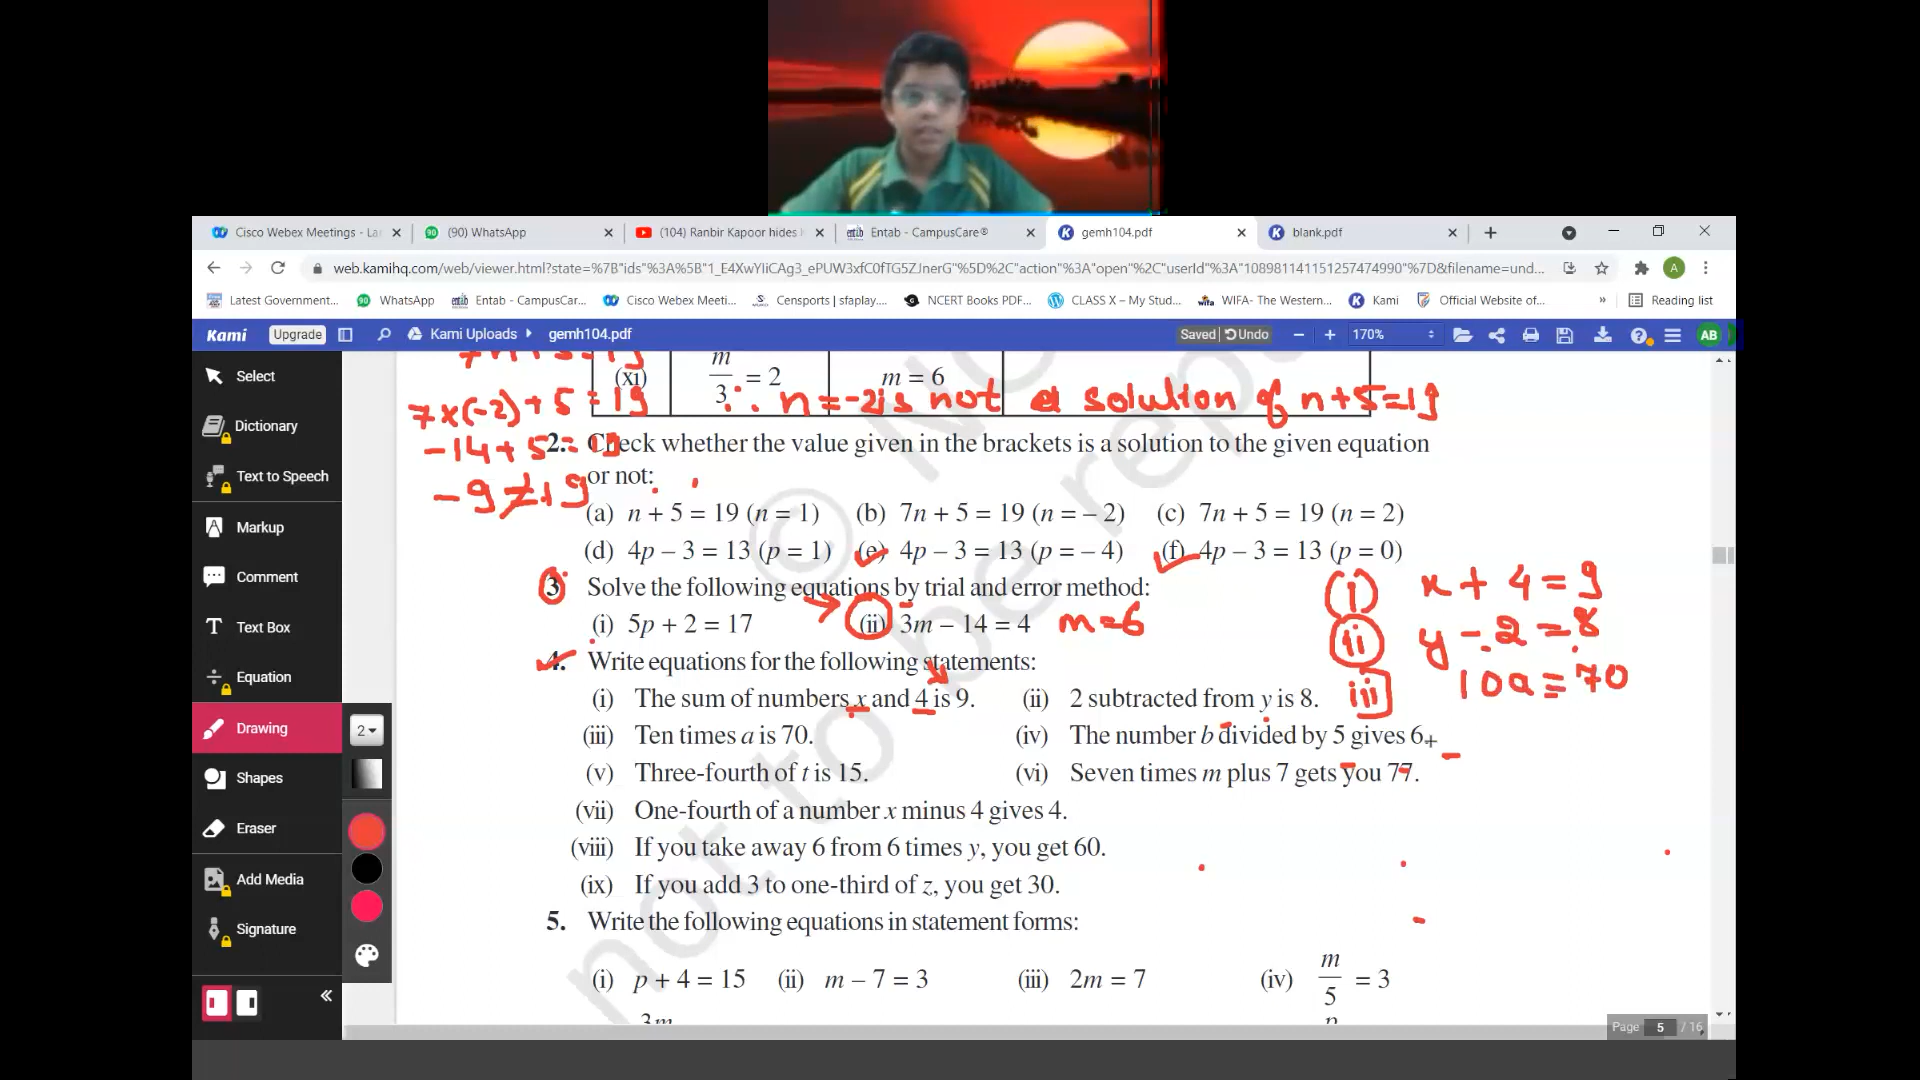 Cisco Webex Meetings - La
(90) WhatsApp
(104) Ranbir Kapoor hides
Entab - CampusCare®
gemh104.pdf
blank.pdf
web.kamihq.com/web/viewer.html?state=%7B"ids"%3A%5B"1_E4XwYIiCAg3_ePUW3xfC0fTG5ZJnerG"%5D%2C"action"%3A"open"%2C"userId"%3A"108981141151257474990"%7D&filename=und...
Latest Government...
WhatsApp
Entab - CampusCar...
Cisco Webex Meeti...
Censports | sfaplay....
NCERT Books PDF...
CLASS X – My Stud...
WIFA- The Western...
Kami
Official Website of...
»
Reading list
Kami
Upgrade
Kami Uploads
gemh104.pdf
Saved
Undo
170%
AB
Select
Dictionary
Text to Speech
Markup
Comment
Text Box
Equation
Drawing
Shapes
Eraser
Add Media
Signature
2
(xi) m/3 = 2 m = 6
7x(-2)+5=19
-14+5=19
-9≠19
∴ n=-2 is not a solution of n+5=19
2. Check whether the value given in the brackets is a solution to the given equation
or not:
(a) n + 5 = 19 (n = 1) (b) 7n + 5 = 19 (n = – 2) (c) 7n + 5 = 19 (n = 2)
(d) 4p – 3 = 13 (p = 1) (e) 4p – 3 = 13 (p = – 4) (f) 4p – 3 = 13 (p = 0)
3. Solve the following equations by trial and error method:
(i) 5p + 2 = 17 (ii) 3m – 14 = 4 m=6
(i) x+4=9
(ii) y-2=8
iii 10a=70
4. Write equations for the following statements:
(i) The sum of numbers x and 4 is 9. (ii) 2 subtracted from y is 8.
(iii) Ten times a is 70. (iv) The number b divided by 5 gives 6.
(v) Three-fourth of t is 15. (vi) Seven times m plus 7 gets you 77.
(vii) One-fourth of a number x minus 4 gives 4.
(viii) If you take away 6 from 6 times y, you get 60.
(ix) If you add 3 to one-third of z, you get 30.
5. Write the following equations in statement forms:
(i) p + 4 = 15 (ii) m – 7 = 3 (iii) 2m = 7 (iv) m/5 = 3
Page 5 / 16
not to be repu
© NC